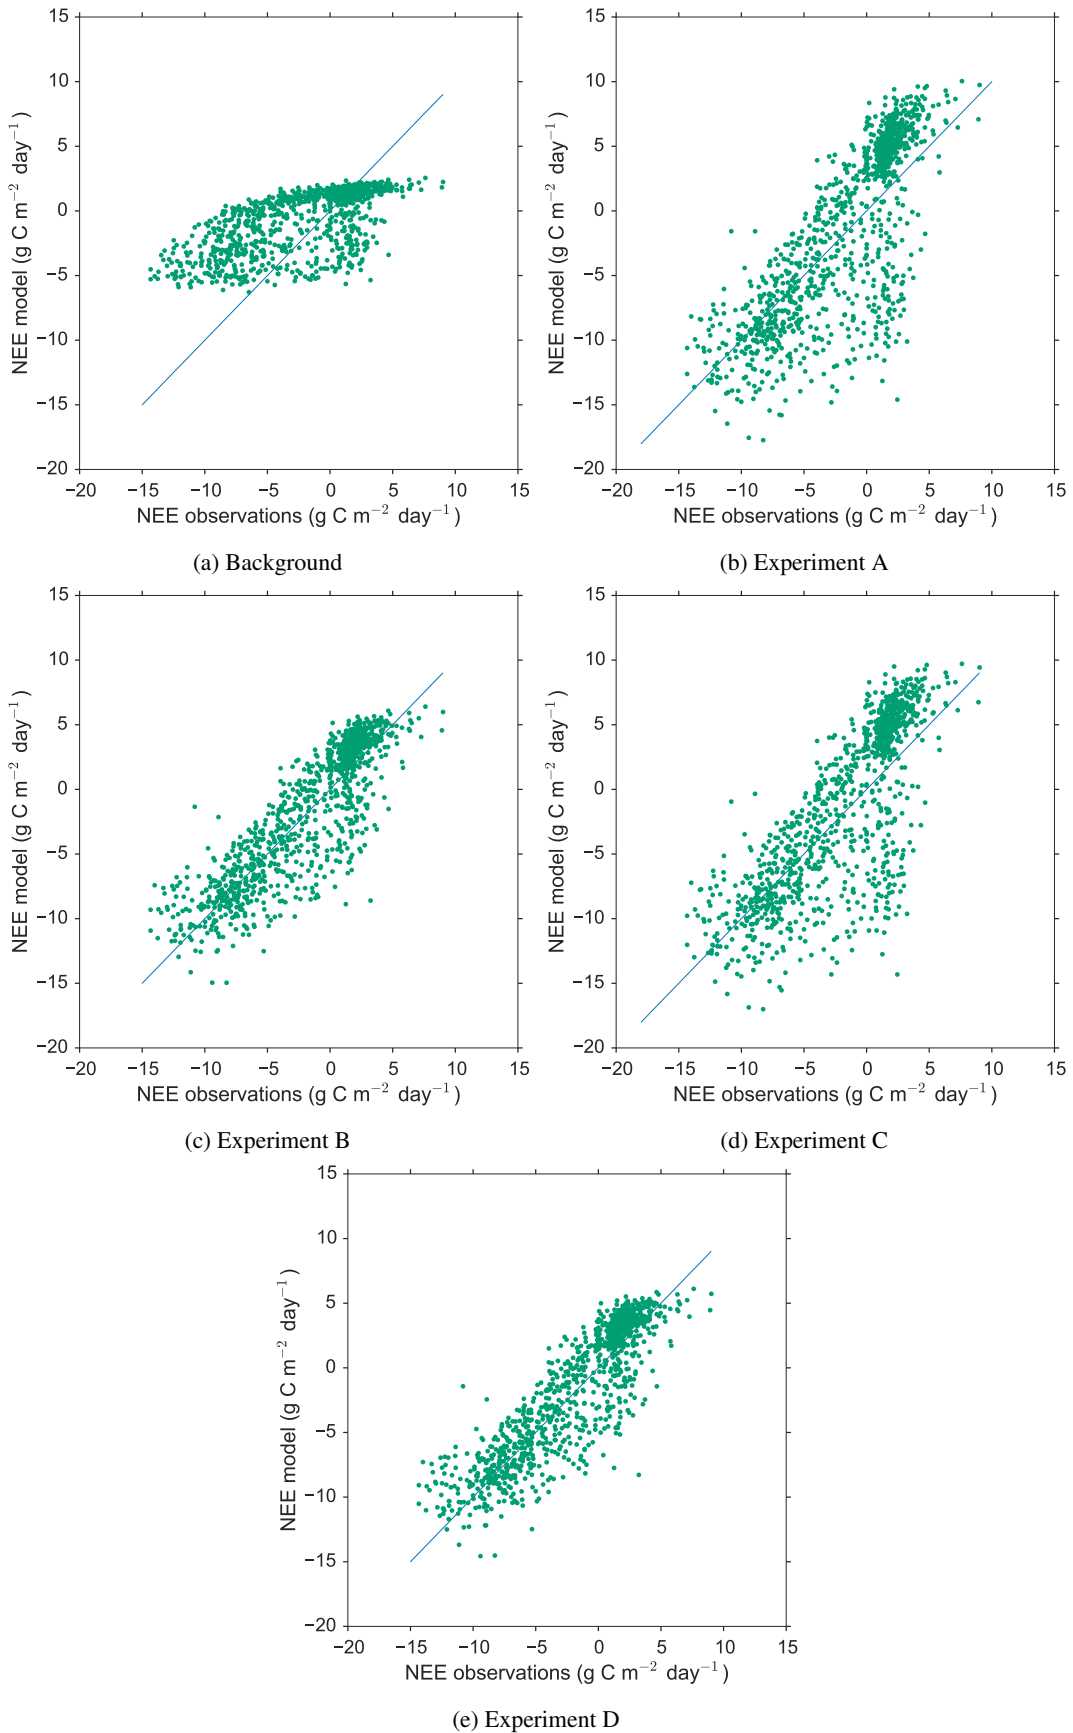 15
10
5
0
−5
−10
−15
−20
−20 −15 −10 −5 0 5 10 15
NEE model (g C m−2 day−1)
NEE observations (g C m−2 day−1)
(a) Background
15
10
5
0
−5
−10
−15
−20
−20 −15 −10 −5 0 5 10 15
NEE model (g C m−2 day−1)
NEE observations (g C m−2 day−1)
(b) Experiment A
15
10
5
0
−5
−10
−15
−20
−20 −15 −10 −5 0 5 10 15
NEE model (g C m−2 day−1)
NEE observations (g C m−2 day−1)
(c) Experiment B
15
10
5
0
−5
−10
−15
−20
−20 −15 −10 −5 0 5 10 15
NEE model (g C m−2 day−1)
NEE observations (g C m−2 day−1)
(d) Experiment C
15
10
5
0
−5
−10
−15
−20
−20 −15 −10 −5 0 5 10 15
NEE model (g C m−2 day−1)
NEE observations (g C m−2 day−1)
(e) Experiment D